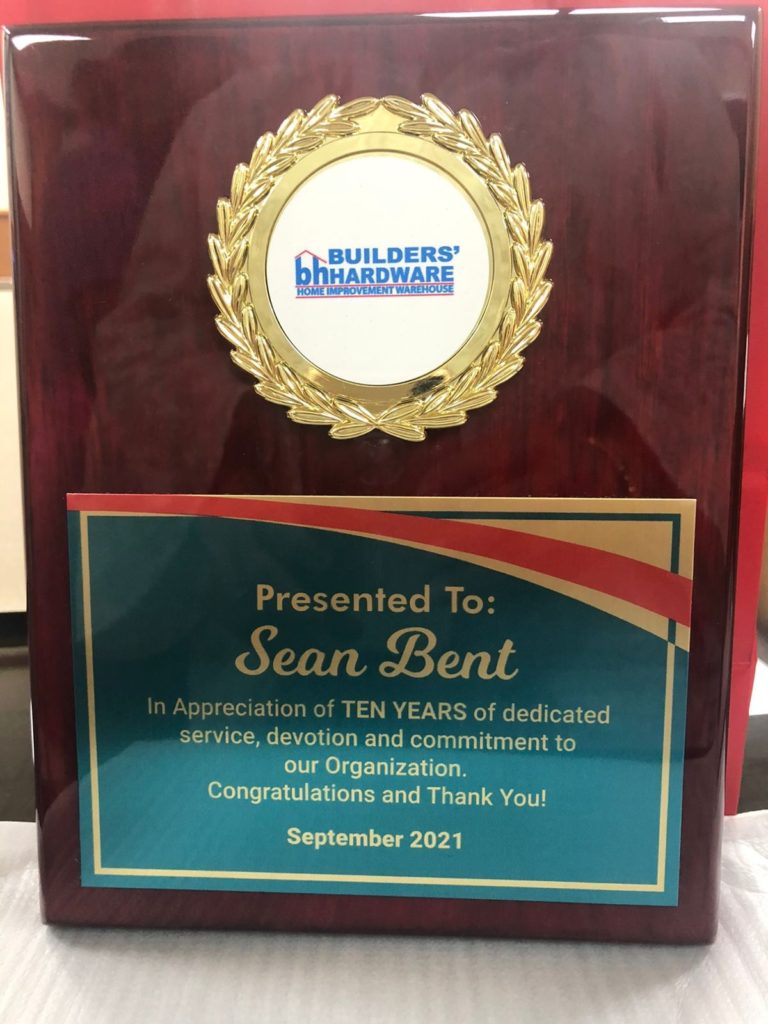 BUILDERS'
bh HARDWARE
HOME IMPROVEMENT WAREHOUSE
Presented To:
Sean Bent
In Appreciation of TEN YEARS of dedicated
service, devotion and commitment to
our Organization.
Congratulations and Thank You!
September 2021